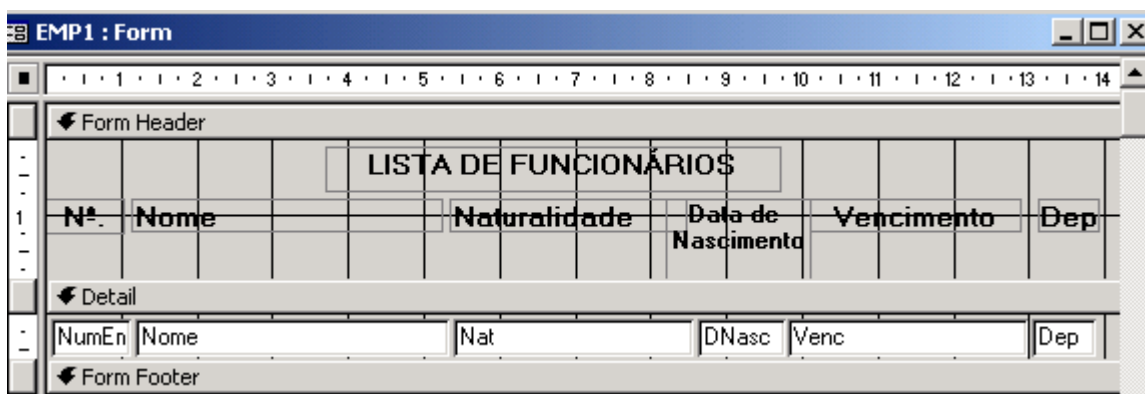 EMP1 : Form
1 2 3 4 5 6 7 8 9 10 11 12 13 14
Form Header
LISTA DE FUNCIONÁRIOS
Nº. Nome Naturalidade Data de Nascimento Vencimento Dep
1
Detail
NumEn Nome Nat DNasc Venc Dep
Form Footer